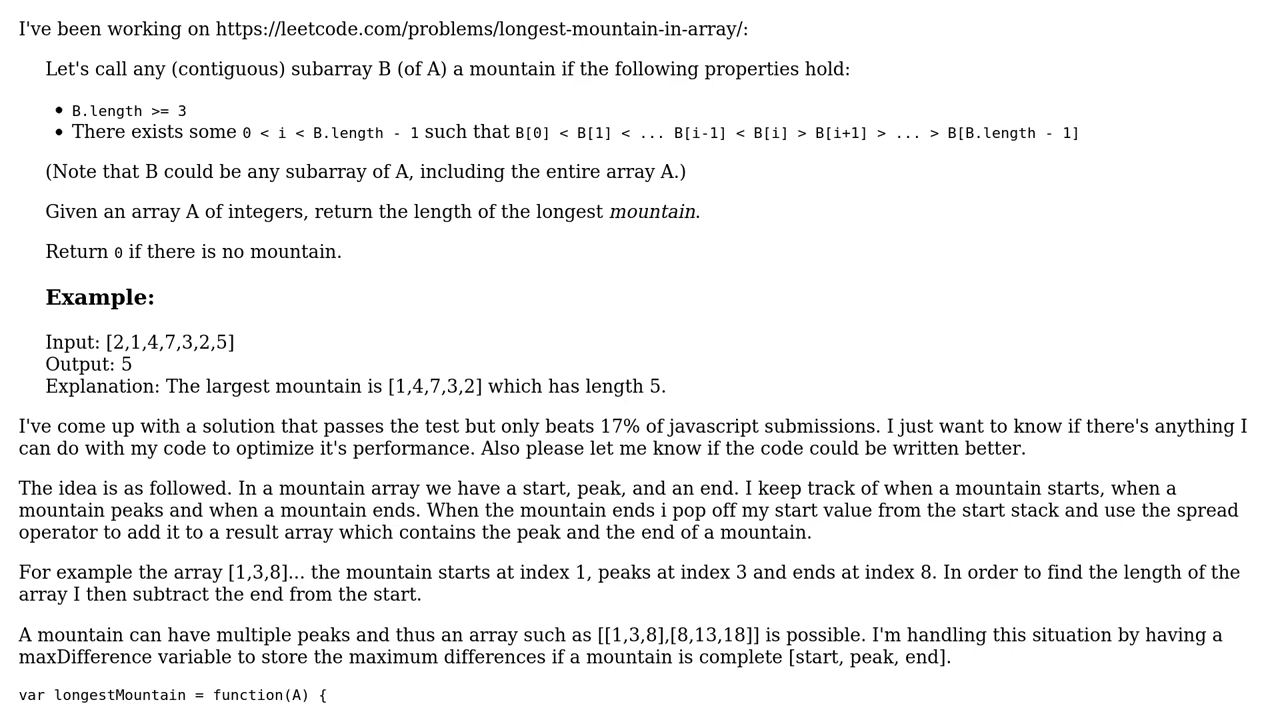 I've been working on https://leetcode.com/problems/longest-mountain-in-array/:
Let's call any (contiguous) subarray B (of A) a mountain if the following properties hold:
• B.length >= 3
• There exists some 0 < i < B.length - 1 such that B[0] < B[1] < ... B[i-1] < B[i] > B[i+1] > ... > B[B.length - 1]
(Note that B could be any subarray of A, including the entire array A.)
Given an array A of integers, return the length of the longest mountain.
Return 0 if there is no mountain.
Example:
Input: [2,1,4,7,3,2,5]
Output: 5
Explanation: The largest mountain is [1,4,7,3,2] which has length 5.
I've come up with a solution that passes the test but only beats 17% of javascript submissions. I just want to know if there's anything I
can do with my code to optimize it's performance. Also please let me know if the code could be written better.
The idea is as followed. In a mountain array we have a start, peak, and an end. I keep track of when a mountain starts, when a
mountain peaks and when a mountain ends. When the mountain ends i pop off my start value from the start stack and use the spread
operator to add it to a result array which contains the peak and the end of a mountain.
For example the array [1,3,8]... the mountain starts at index 1, peaks at index 3 and ends at index 8. In order to find the length of the
array I then subtract the end from the start.
A mountain can have multiple peaks and thus an array such as [[1,3,8],[8,13,18]] is possible. I'm handling this situation by having a
maxDifference variable to store the maximum differences if a mountain is complete [start, peak, end].
var longestMountain = function(A) {